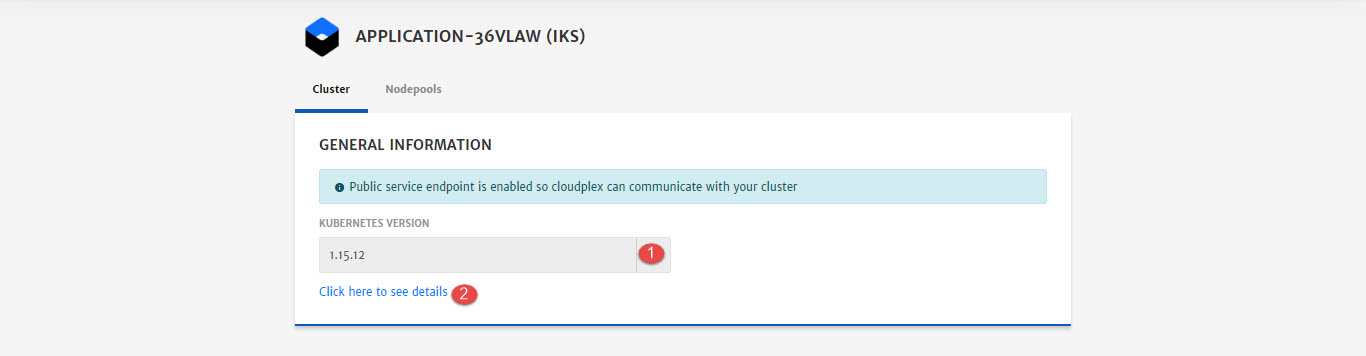 APPLICATION-36VLAW (IKS)
Cluster Nodepools
GENERAL INFORMATION
Public service endpoint is enabled so cloudplex can communicate with your cluster
KUBERNETES VERSION
1.15.12 1
Click here to see details 2